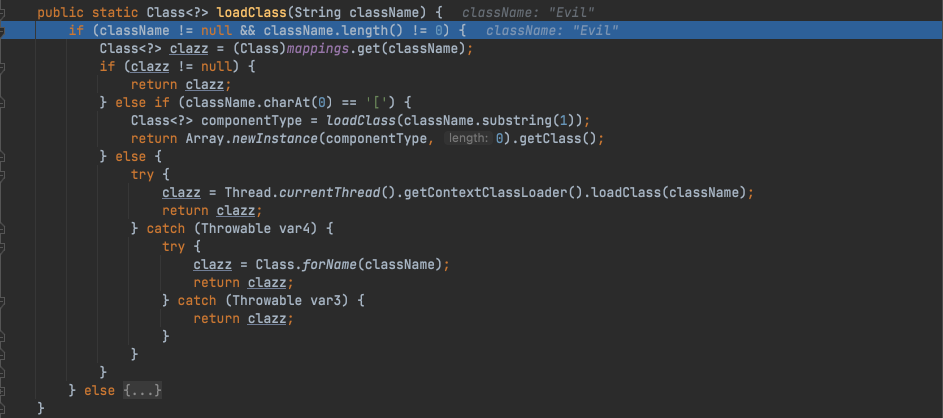 public static Class<?> loadClass(String className) {   className: "Evil"
    if (className != null && className.length() != 0) {   className: "Evil"
        Class<?> clazz = (Class)mappings.get(className);
        if (clazz != null) {
            return clazz;
        } else if (className.charAt(0) == '[') {
            Class<?> componentType = loadClass(className.substring(1));
            return Array.newInstance(componentType, length: 0).getClass();
        } else {
            try {
                clazz = Thread.currentThread().getContextClassLoader().loadClass(className);
                return clazz;
            } catch (Throwable var4) {
                try {
                    clazz = Class.forName(className);
                    return clazz;
                } catch (Throwable var3) {
                    return clazz;
                }
            }
        }
    } else {...}
}